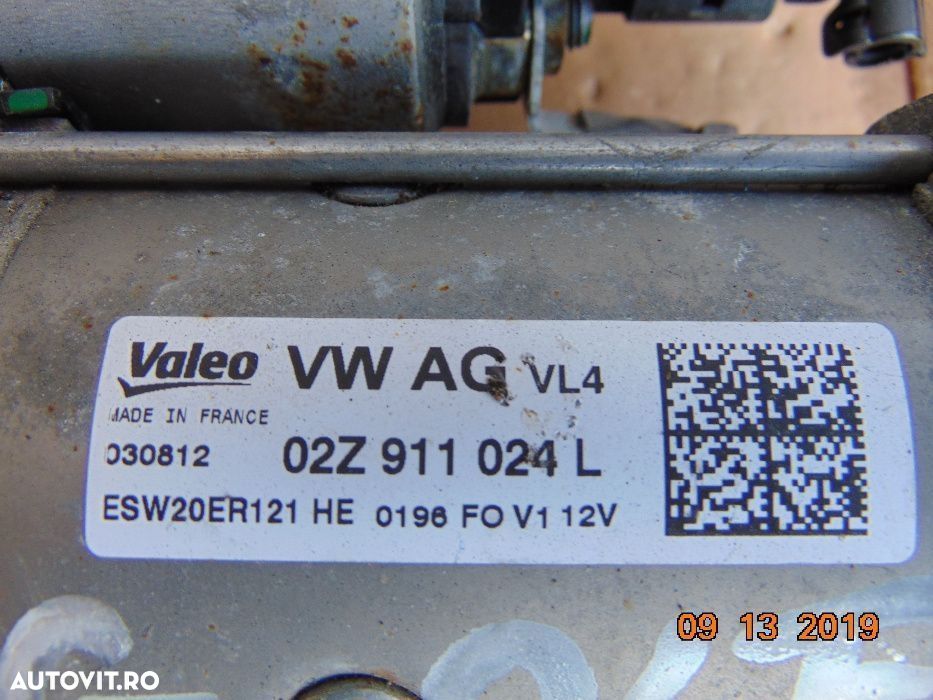 Valeo VW AG VL4
MADE IN FRANCE
030812 02Z 911 024 L
ESW20ER121 HE 0196 FO V1 12V
09 13 2019
AUTOVIT.RO